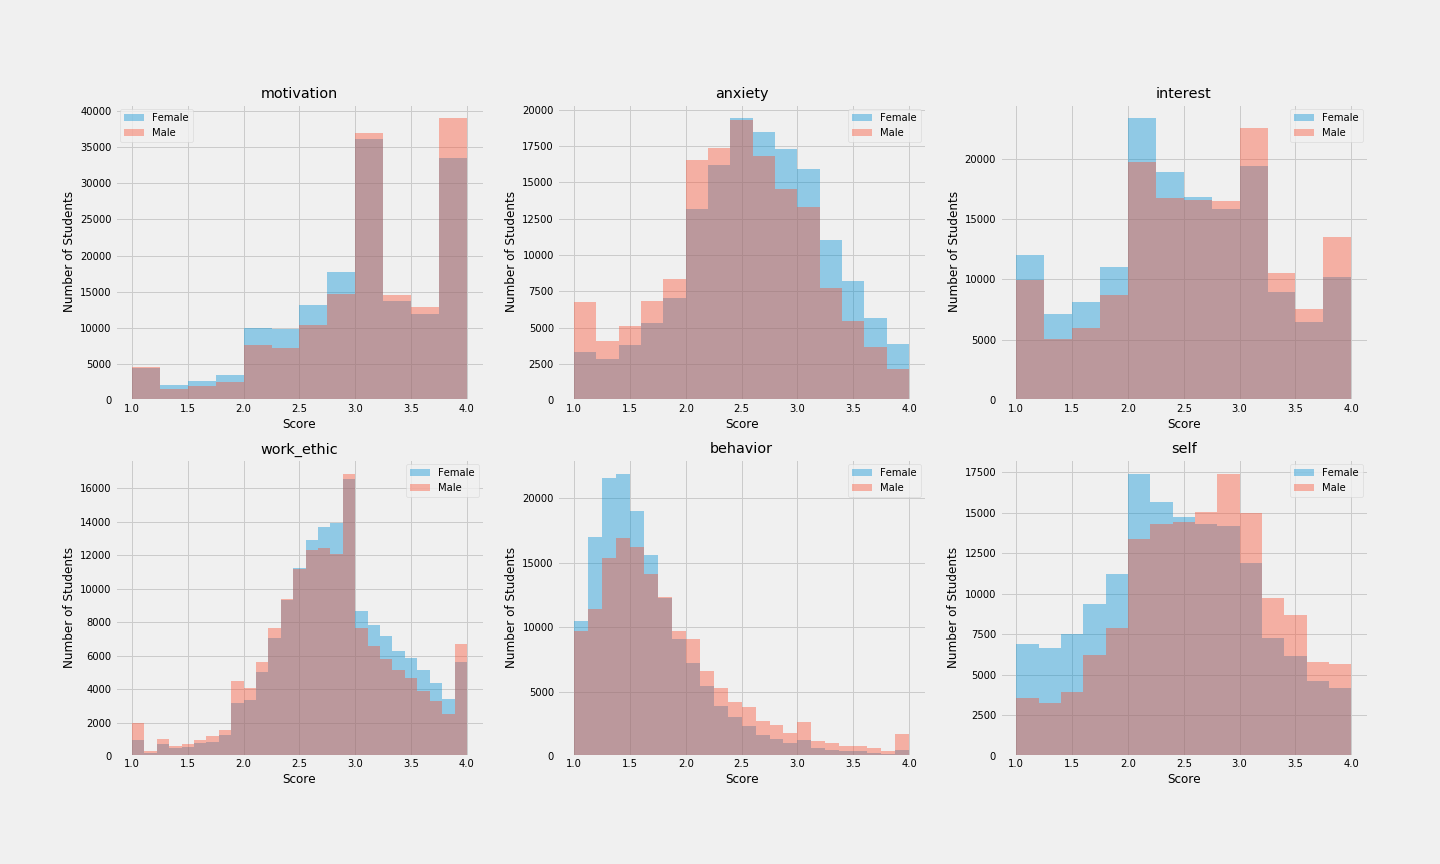 motivation
40000
35000
30000
25000
20000
15000
10000
5000
0
1.0 1.5 2.0 2.5 3.0 3.5 4.0
Number of Students
Score
Female
Male
anxiety
20000
17500
15000
12500
10000
7500
5000
2500
0
1.0 1.5 2.0 2.5 3.0 3.5 4.0
Number of Students
Score
Female
Male
interest
20000
15000
10000
5000
0
1.0 1.5 2.0 2.5 3.0 3.5 4.0
Number of Students
Score
Female
Male
work_ethic
16000
14000
12000
10000
8000
6000
4000
2000
0
1.0 1.5 2.0 2.5 3.0 3.5 4.0
Number of Students
Score
Female
Male
behavior
20000
15000
10000
5000
0
1.0 1.5 2.0 2.5 3.0 3.5 4.0
Number of Students
Score
Female
Male
self
17500
15000
12500
10000
7500
5000
2500
0
1.0 1.5 2.0 2.5 3.0 3.5 4.0
Number of Students
Score
Female
Male